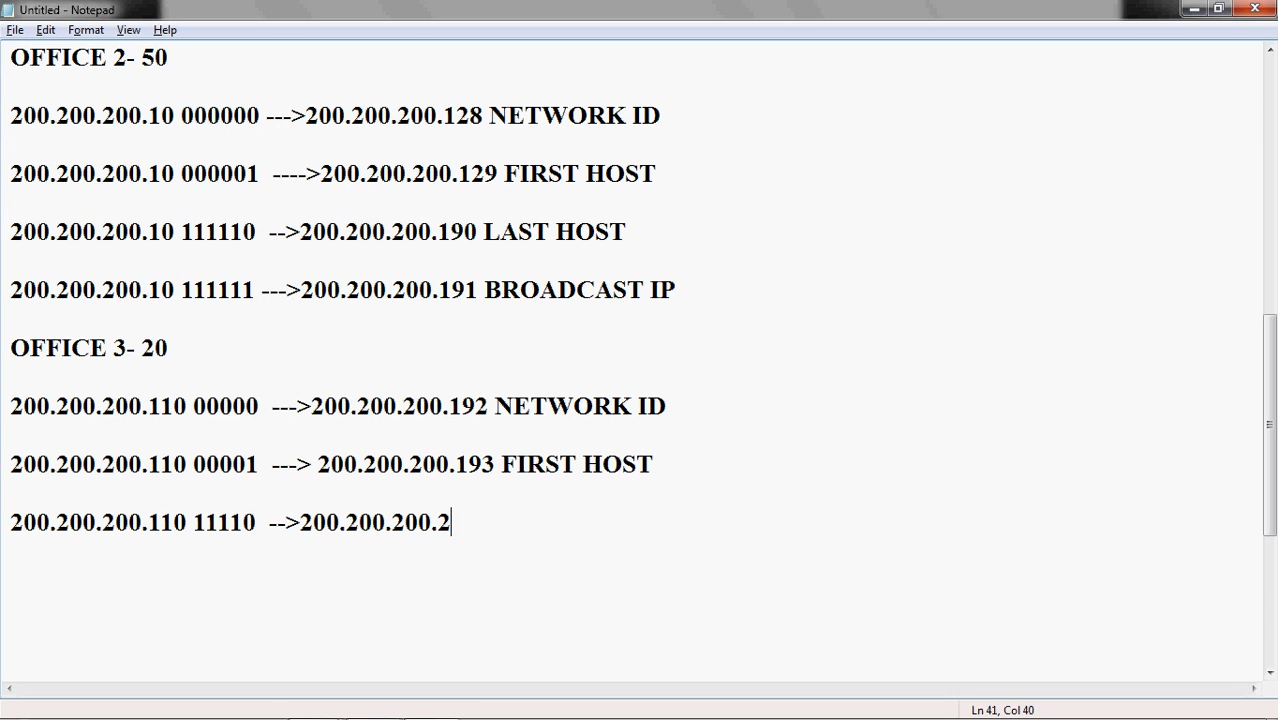 Untitled - Notepad
File Edit Format View Help
OFFICE 2- 50
200.200.200.10 000000 --->200.200.200.128 NETWORK ID
200.200.200.10 000001  ---->200.200.200.129 FIRST HOST
200.200.200.10 111110  -->200.200.200.190 LAST HOST
200.200.200.10 111111 --->200.200.200.191 BROADCAST IP
OFFICE 3- 20
200.200.200.110 00000  --->200.200.200.192 NETWORK ID
200.200.200.110 00001  ---> 200.200.200.193 FIRST HOST
200.200.200.110 11110  -->200.200.200.2
Ln 41, Col 40